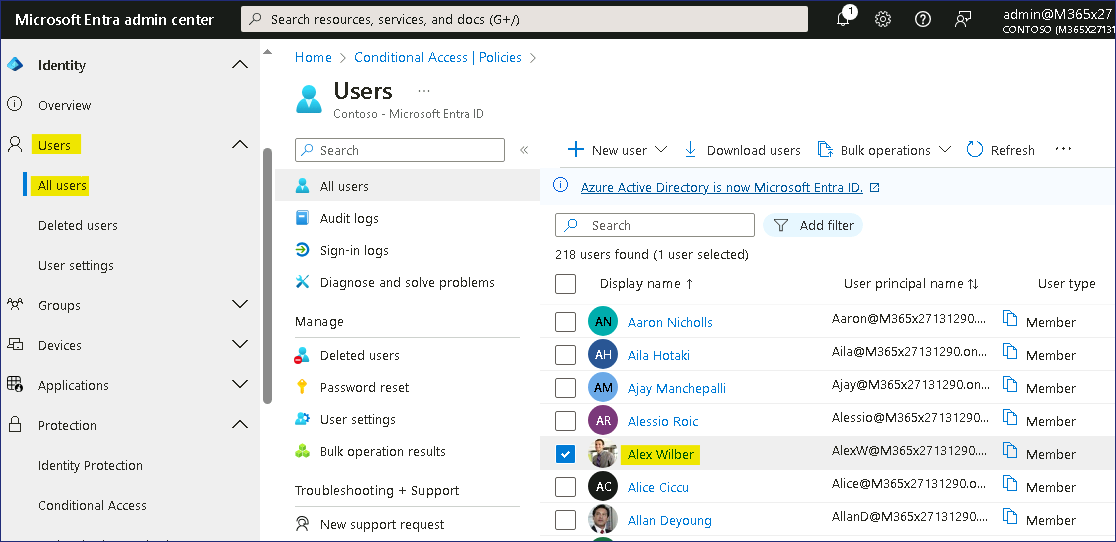 Microsoft Entra admin center
Search resources, services, and docs (G+/)
1
admin@M365x27
CONTOSO (M365X27131
Identity
Overview
Users
All users
Deleted users
User settings
Groups
Devices
Applications
Protection
Identity Protection
Conditional Access
Home > Conditional Access | Policies >
Users ...
Contoso - Microsoft Entra ID
Search
«
All users
Audit logs
Sign-in logs
Diagnose and solve problems
Manage
Deleted users
Password reset
User settings
Bulk operation results
Troubleshooting + Support
New support request
New user Download users Bulk operations Refresh ...
Azure Active Directory is now Microsoft Entra ID.
Search Add filter
218 users found (1 user selected)
Display name ↑ User principal name ↑↓ User type
AN Aaron Nicholls Aaron@M365x27131290.... Member
AH Aila Hotaki Aila@M365x27131290.on... Member
AM Ajay Manchepalli Ajay@M365x27131290.on... Member
AR Alessio Roic Alessio@M365x27131290.... Member
Alex Wilber AlexW@M365x27131290.... Member
AC Alice Ciccu Alice@M365x27131290.on... Member
Allan Deyoung AllanD@M365x27131290.... Member